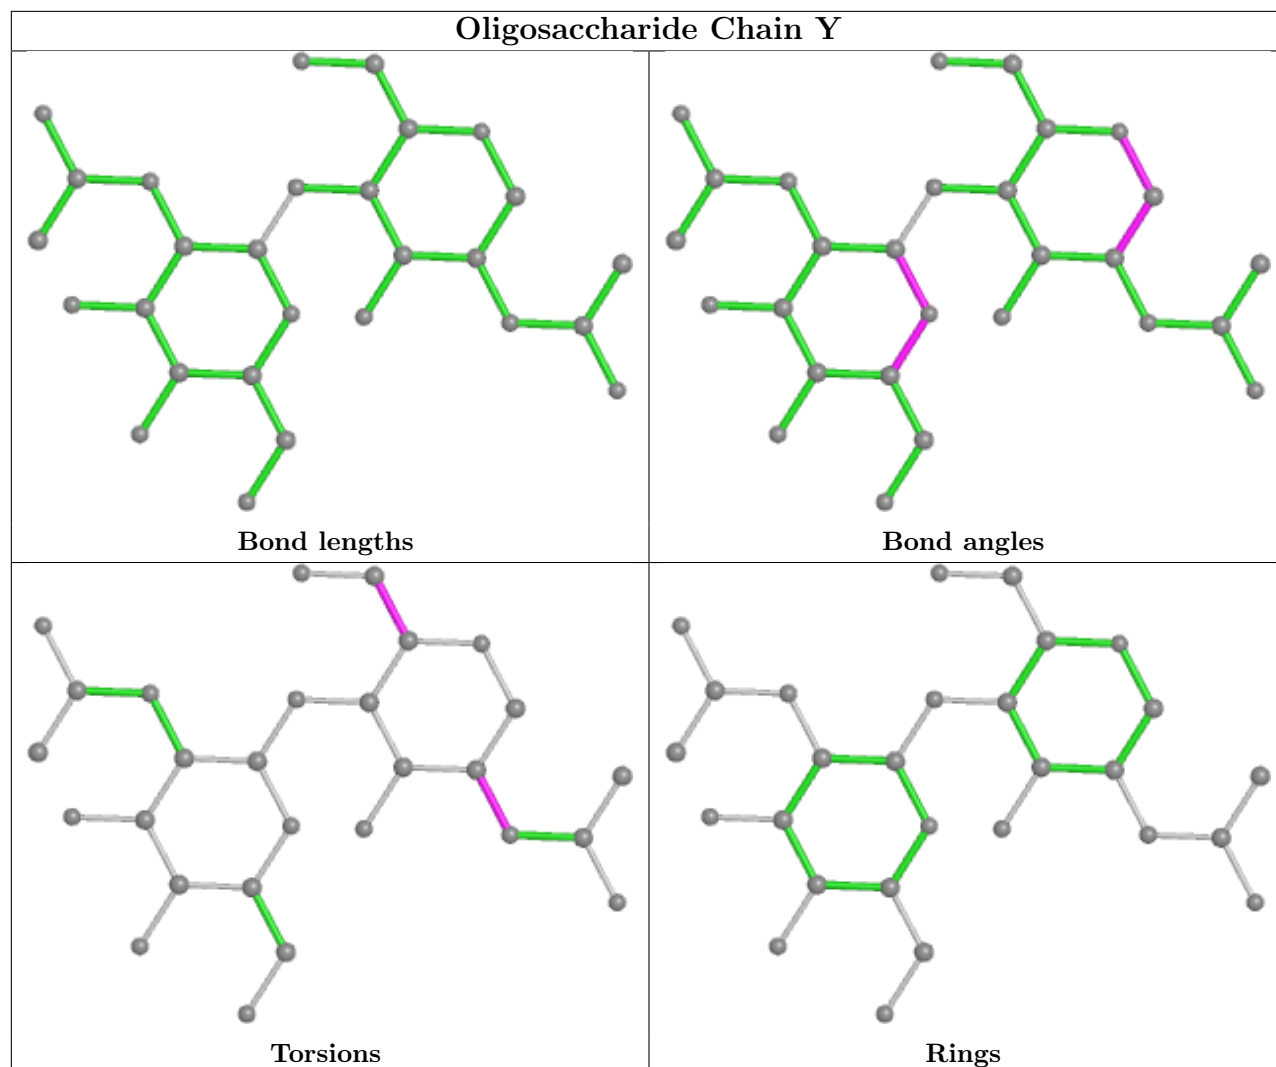 Oligosaccharide Chain Y
Bond lengths
Bond angles
Torsions
Rings